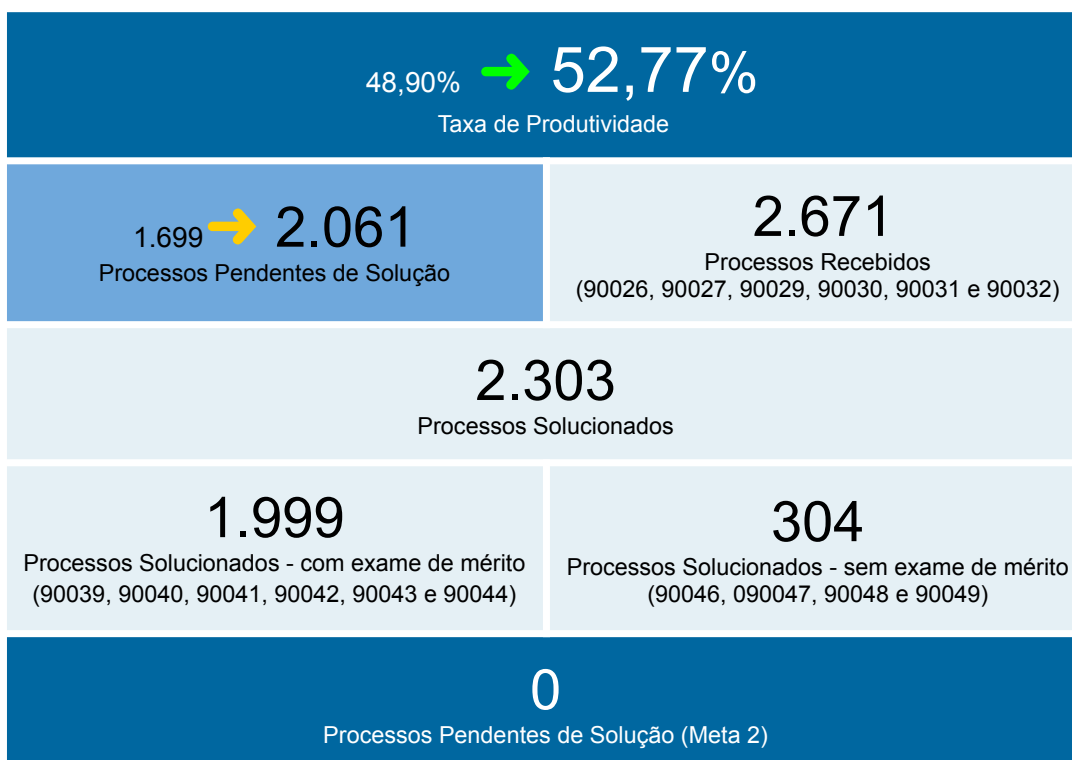 48,90% ➜ 52,77%
Taxa de Produtividade
1.699 ➜ 2.061
Processos Pendentes de Solução
2.671
Processos Recebidos
(90026, 90027, 90029, 90030, 90031 e 90032)
2.303
Processos Solucionados
1.999
Processos Solucionados - com exame de mérito
(90039, 90040, 90041, 90042, 90043 e 90044)
304
Processos Solucionados - sem exame de mérito
(90046, 090047, 90048 e 90049)
0
Processos Pendentes de Solução (Meta 2)